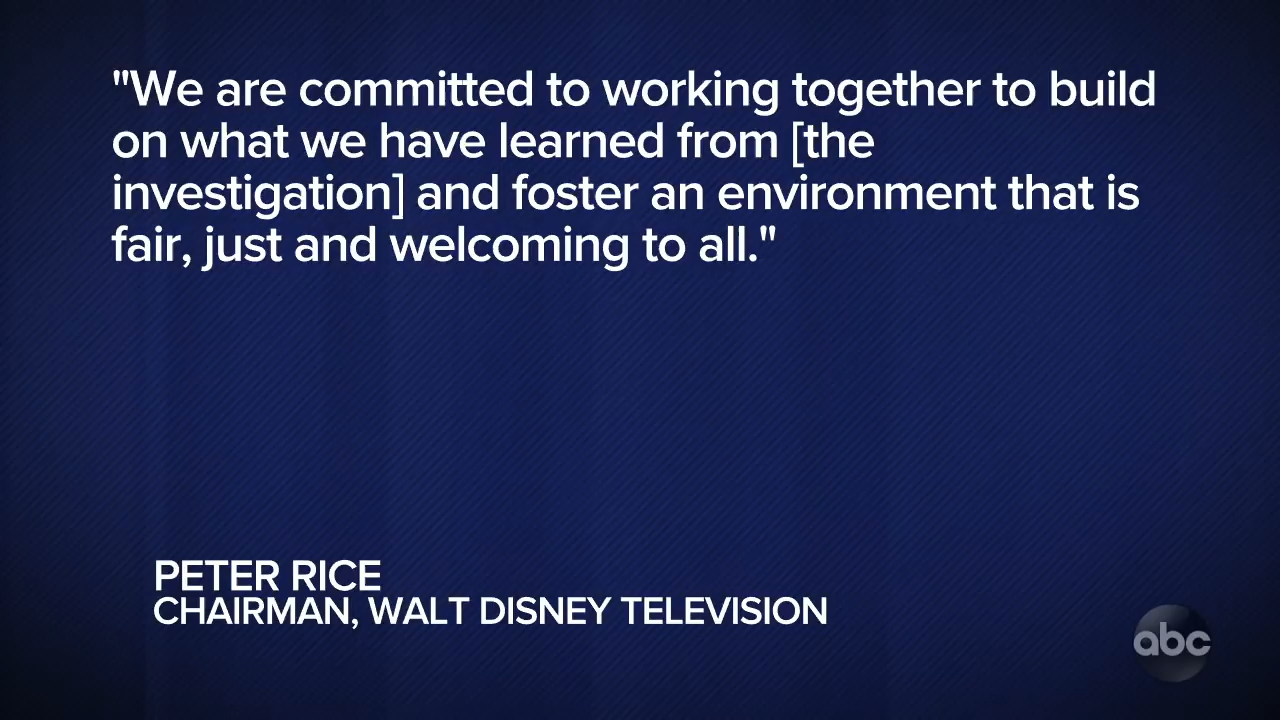 "We are committed to working together to build
on what we have learned from [the
investigation] and foster an environment that is
fair, just and welcoming to all."
PETER RICE
CHAIRMAN, WALT DISNEY TELEVISION
abc